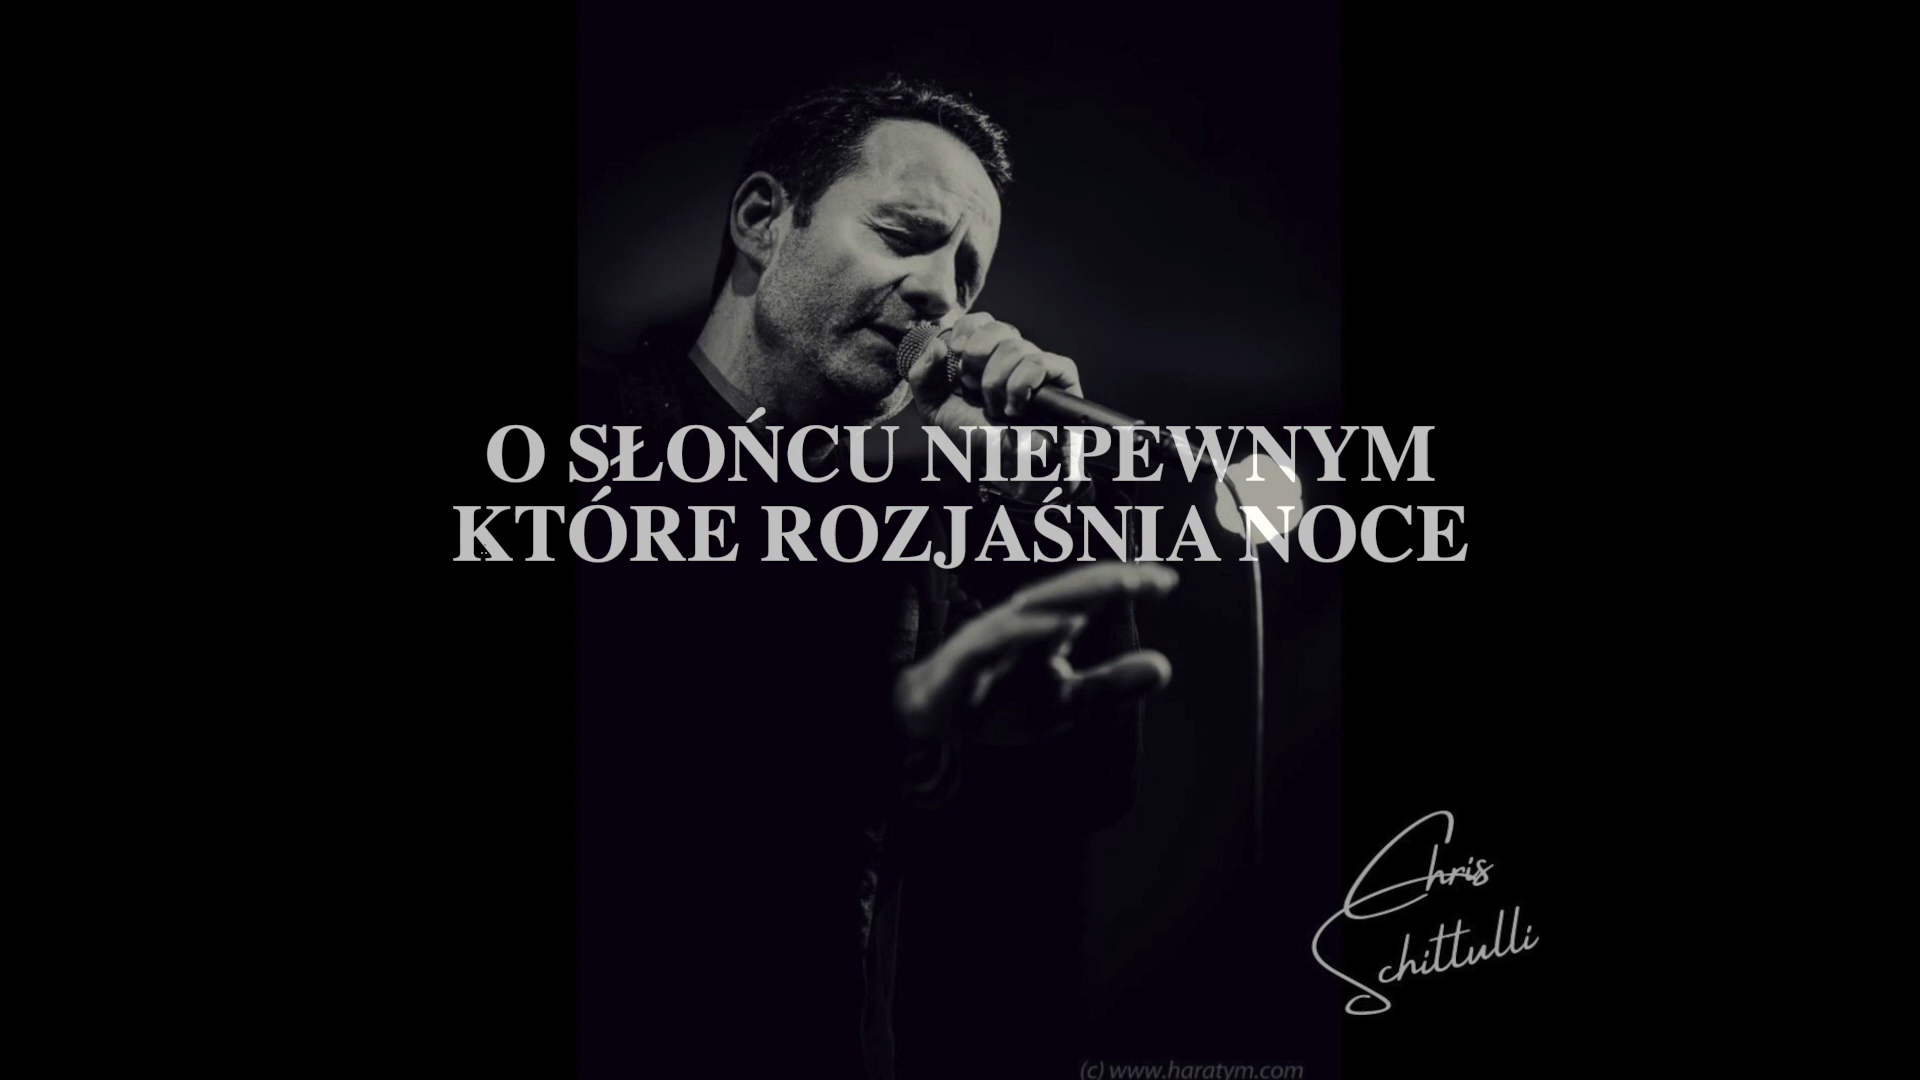 O SŁOŃCU NIEPEWNYM
KTÓRE ROZJAŚNIA NOCE
Chris
Schittulli
(c) www.haratym.com